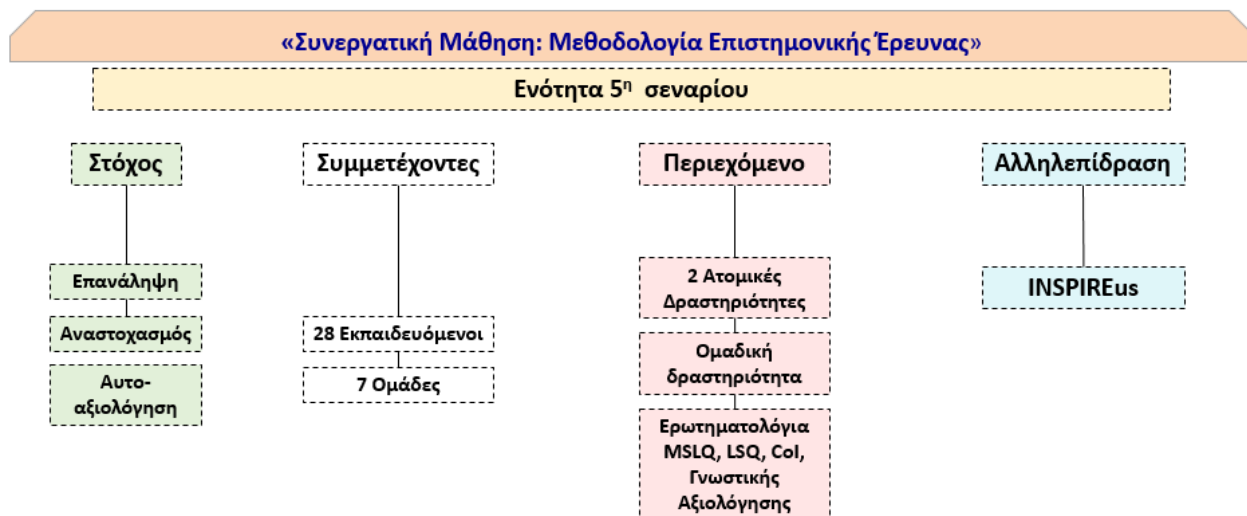 «Συνεργατική Μάθηση: Μεθοδολογία Επιστημονικής Έρευνας»
Ενότητα 5η σεναρίου
Στόχος
Επανάληψη
Αναστοχασμός
Αυτο-
αξιολόγηση
Συμμετέχοντες
28 Εκπαιδευόμενοι
7 Ομάδες
Περιεχόμενο
2 Ατομικές
Δραστηριότητες
Ομαδική
δραστηριότητα
Ερωτηματολόγια
MSLQ, LSQ, CoI,
Γνωστικής
Αξιολόγησης
Αλληλεπίδραση
INSPIREus